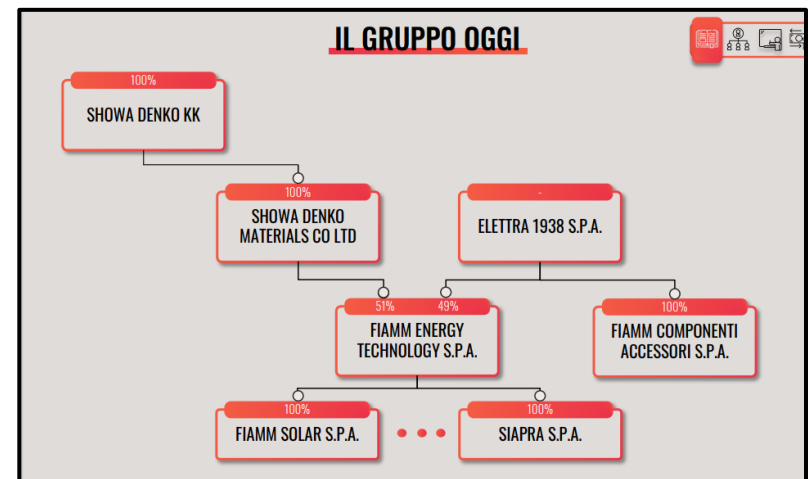 IL GRUPPO OGGI
100%
SHOWA DENKO KK
100%
SHOWA DENKO
MATERIALS CO LTD
-
ELETTRA 1938 S.P.A.
51% 49%
FIAMM ENERGY
TECHNOLOGY S.P.A.
100%
FIAMM COMPONENTI
ACCESSORI S.P.A.
100%
FIAMM SOLAR S.P.A.
100%
SIAPRA S.P.A.